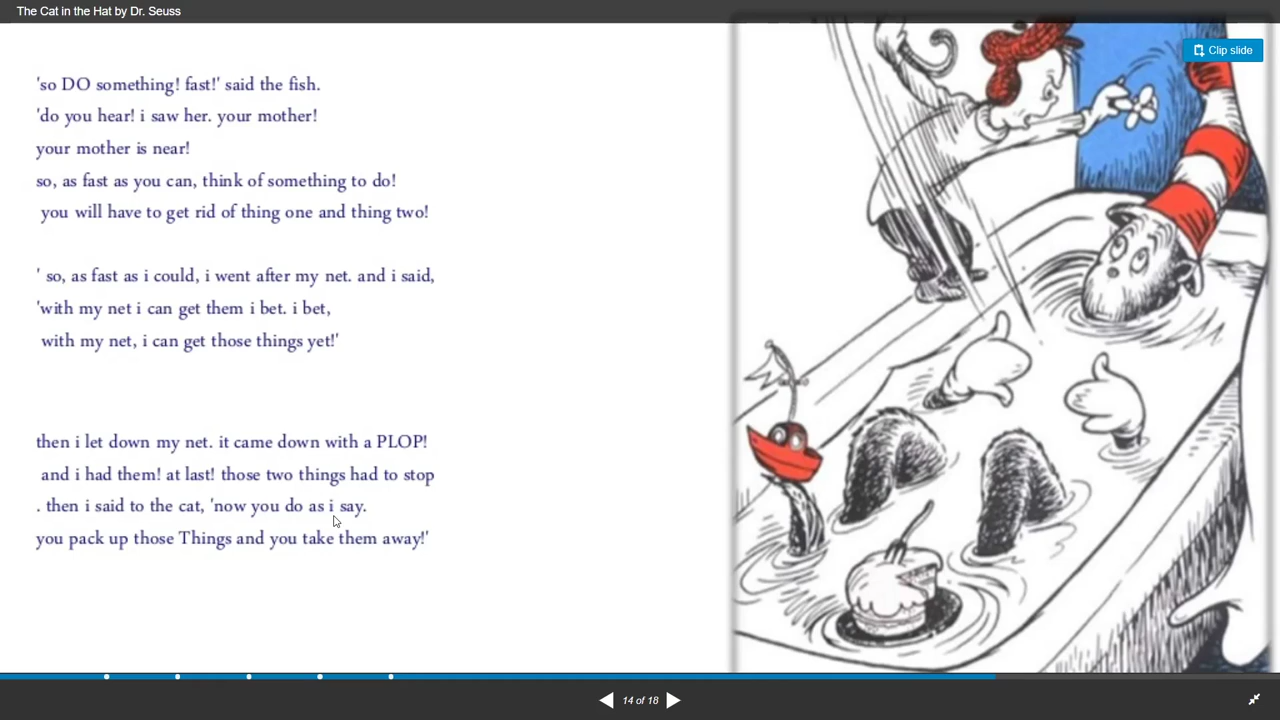 The Cat in the Hat by Dr. Seuss
Clip slide
'so DO something! fast!' said the fish.
'do you hear! i saw her. your mother!
your mother is near!
so, as fast as you can, think of something to do!
you will have to get rid of thing one and thing two!
' so, as fast as i could, i went after my net. and i said,
'with my net i can get them i bet. i bet,
with my net, i can get those things yet!'
then i let down my net. it came down with a PLOP!
and i had them! at last! those two things had to stop
. then i said to the cat, 'now you do as i say.
you pack up those Things and you take them away!'
14 of 18